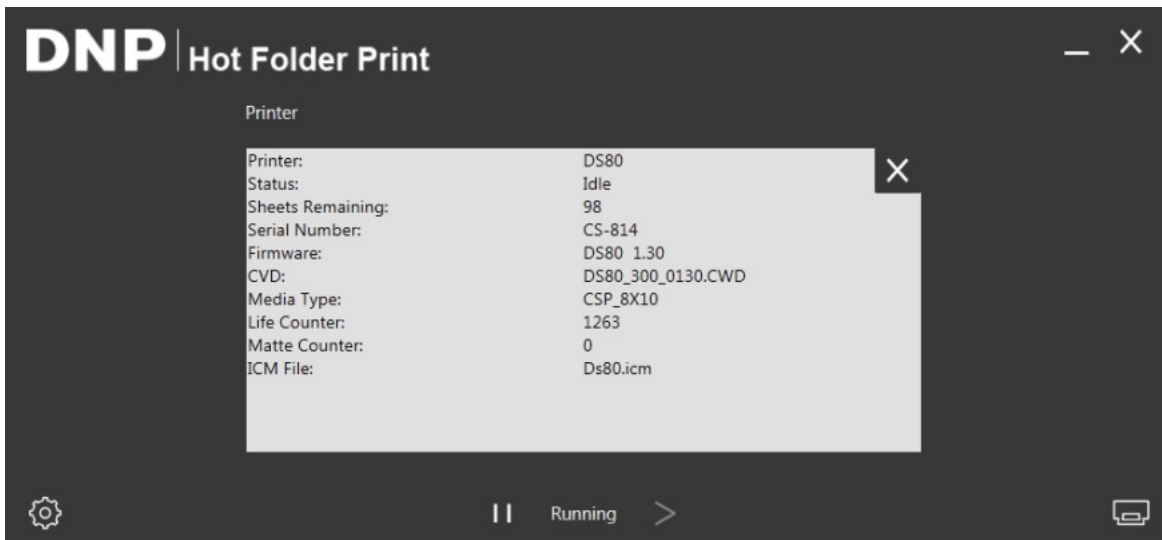 DNP Hot Folder Print
Printer
Printer: DS80
Status: Idle
Sheets Remaining: 98
Serial Number: CS-814
Firmware: DS80 1.30
CVD: DS80_300_0130.CWD
Media Type: CSP_8X10
Life Counter: 1263
Matte Counter: 0
ICM File: Ds80.icm
Running